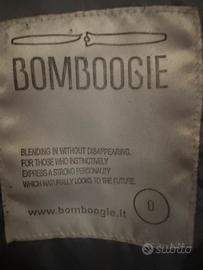 BOMBOOGIE
BLENDING IN WITHOUT DISAPPEARING.
FOR THOSE WHO INSTINCTIVELY
EXPRESS A STRONG PERSONALITY
WHICH NATURALLY LOOKS TO THE FUTURE.
www.bomboogie.it
0
subito